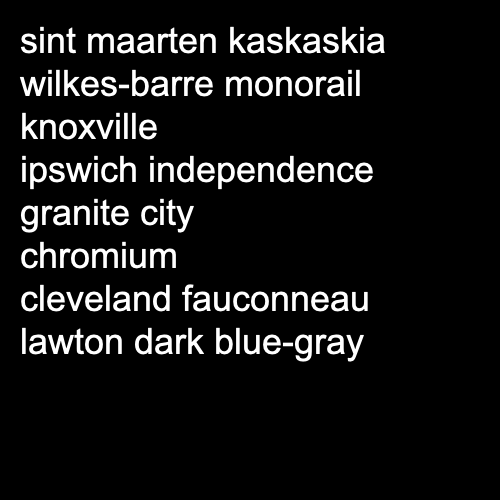 sint maarten kaskaskia
wilkes-barre monorail
knoxville
ipswich independence
granite city
chromium
cleveland fauconneau
lawton dark blue-gray